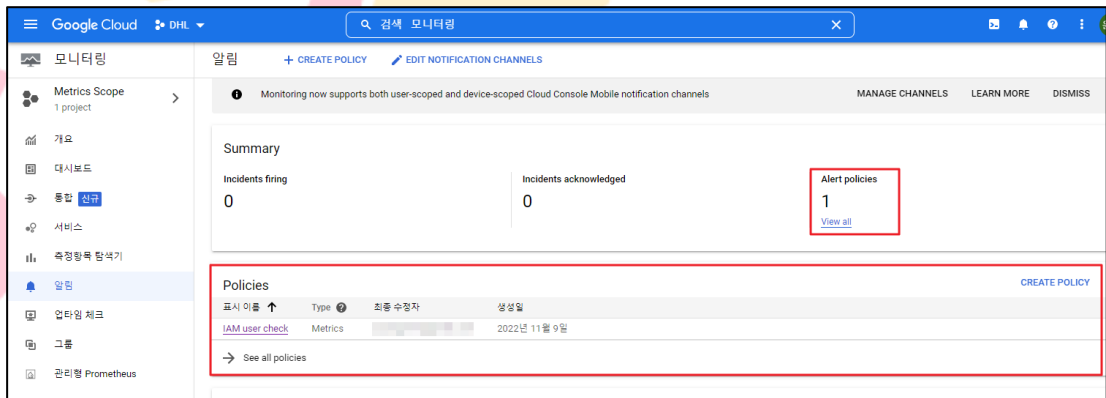 Google Cloud DHL 검색 모니터링
모니터링
알림 + CREATE POLICY EDIT NOTIFICATION CHANNELS
Metrics Scope
1 project
Monitoring now supports both user-scoped and device-scoped Cloud Console Mobile notification channels MANAGE CHANNELS LEARN MORE DISMISS
개요
대시보드
통합 신규
서비스
측정항목 탐색기
알림
업타임 체크
그룹
관리형 Prometheus
Summary
Incidents firing
0
Incidents acknowledged
0
Alert policies
1
View all
Policies CREATE POLICY
표시 이름 ↑ Type 최종 수정자 생성일
IAM user check Metrics 2022년 11월 9일
→ See all policies